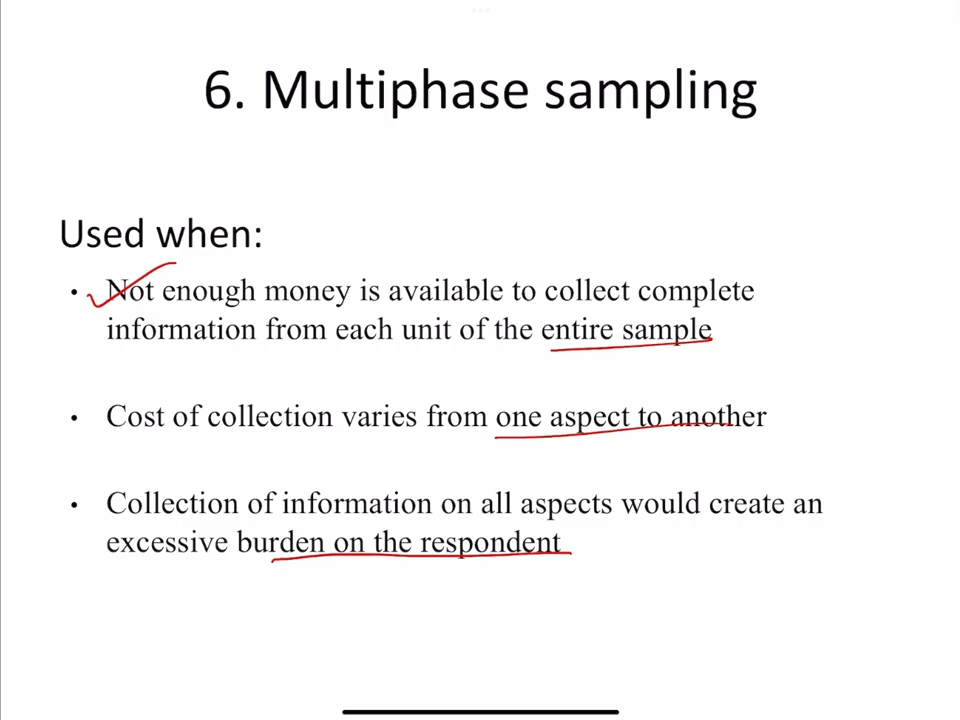 6. Multiphase sampling
Used when:
• Not enough money is available to collect complete
information from each unit of the entire sample
• Cost of collection varies from one aspect to another
• Collection of information on all aspects would create an
excessive burden on the respondent